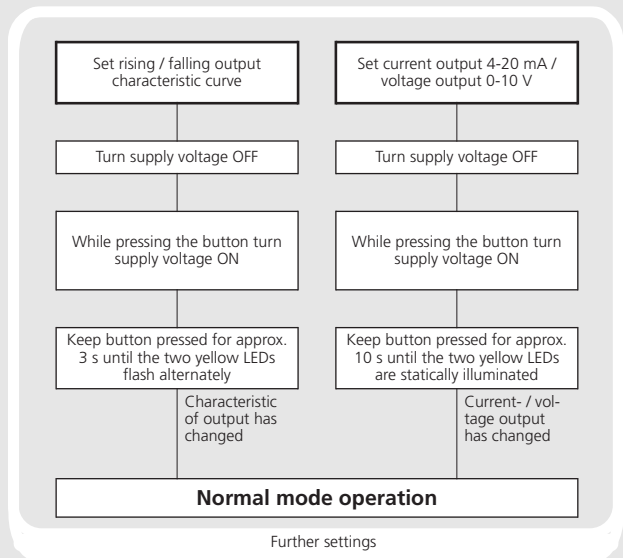 Set rising / falling output
characteristic curve
Turn supply voltage OFF
While pressing the button turn
supply voltage ON
Keep button pressed for approx.
3 s until the two yellow LEDs
flash alternately
Characteristic
of output has
changed
Set current output 4-20 mA /
voltage output 0-10 V
Turn supply voltage OFF
While pressing the button turn
supply voltage ON
Keep button pressed for approx.
10 s until the two yellow LEDs
are statically illuminated
Current- / vol-
tage output
has changed
Normal mode operation
Further settings